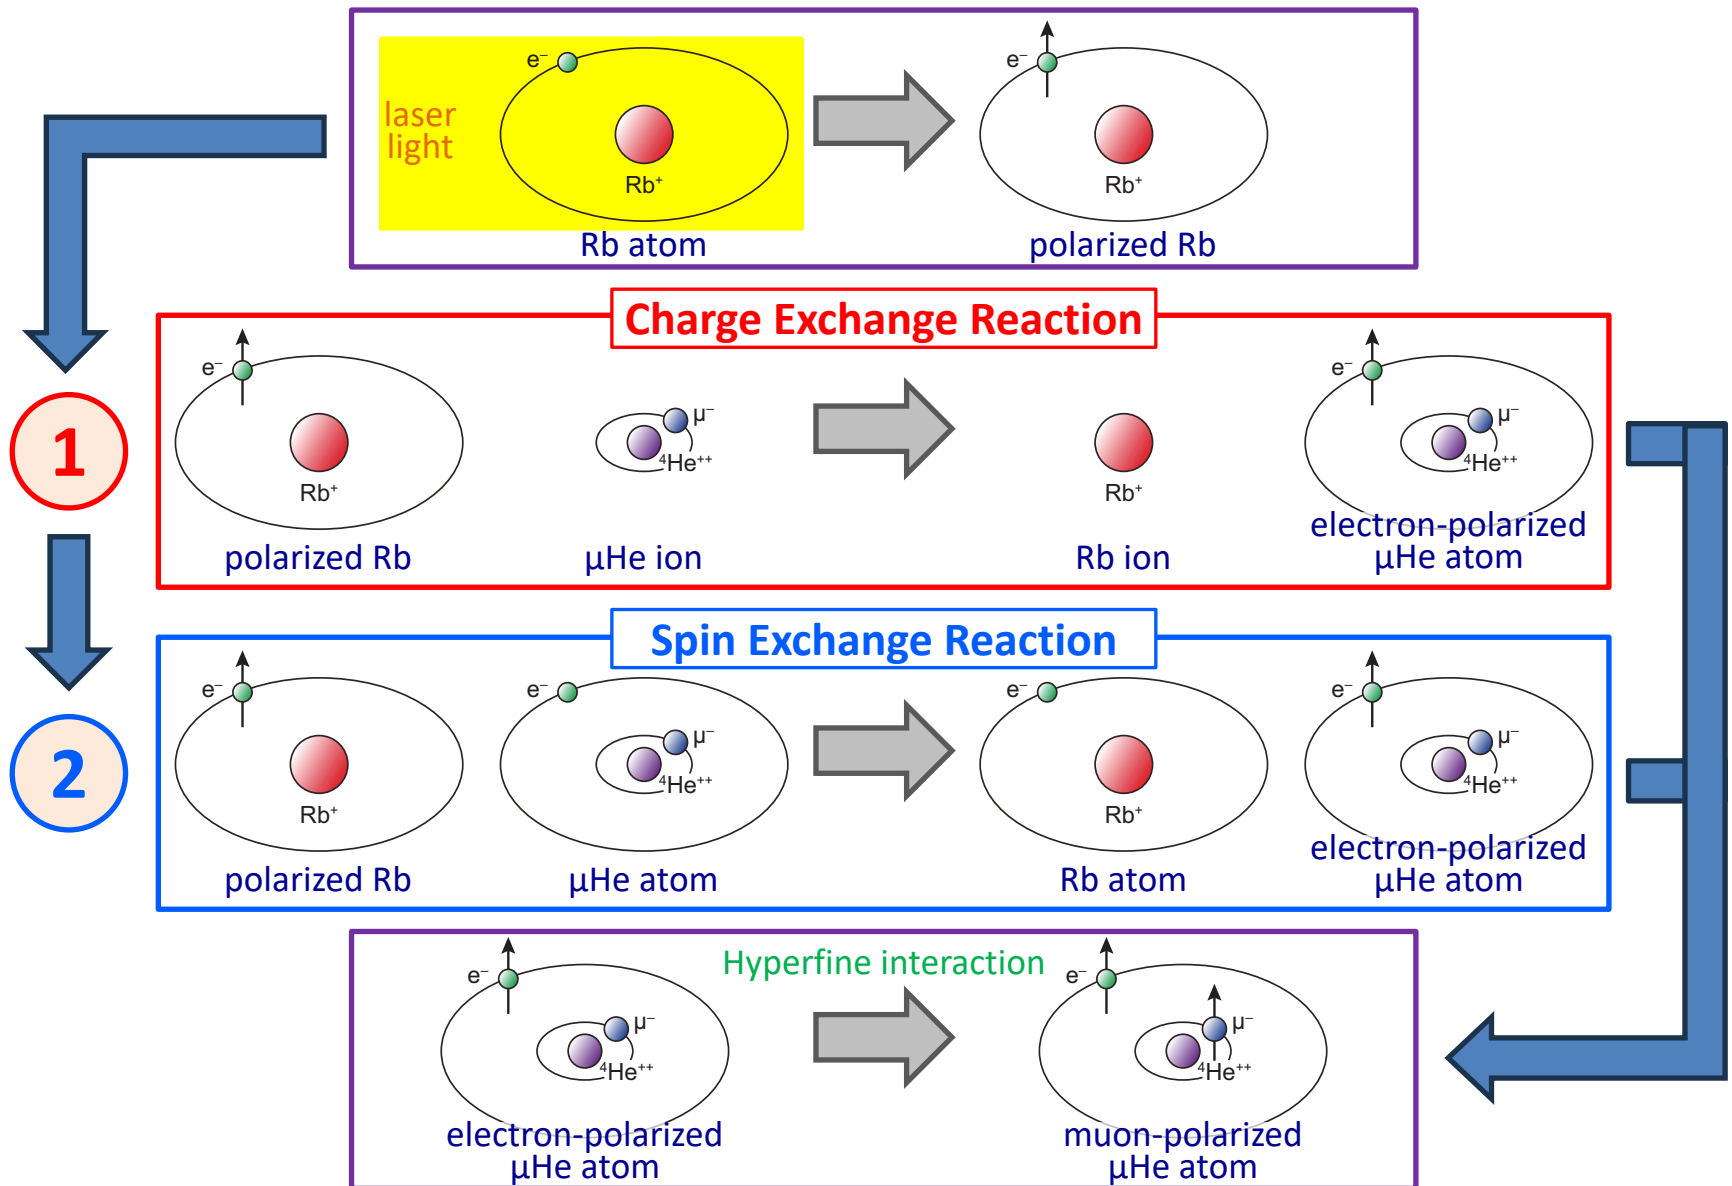 e⁻
laser
light
Rb⁺
Rb atom
e⁻
Rb⁺
polarized Rb
Charge Exchange Reaction
1
e⁻
Rb⁺
polarized Rb
μ⁻
⁴He⁺⁺
μHe ion
Rb⁺
Rb ion
e⁻
μ⁻
⁴He⁺⁺
electron-polarized
μHe atom
Spin Exchange Reaction
2
e⁻
Rb⁺
polarized Rb
e⁻
μ⁻
⁴He⁺⁺
μHe atom
e⁻
Rb⁺
Rb atom
e⁻
μ⁻
⁴He⁺⁺
electron-polarized
μHe atom
Hyperfine interaction
e⁻
μ⁻
⁴He⁺⁺
electron-polarized
μHe atom
e⁻
μ⁻
⁴He⁺⁺
muon-polarized
μHe atom